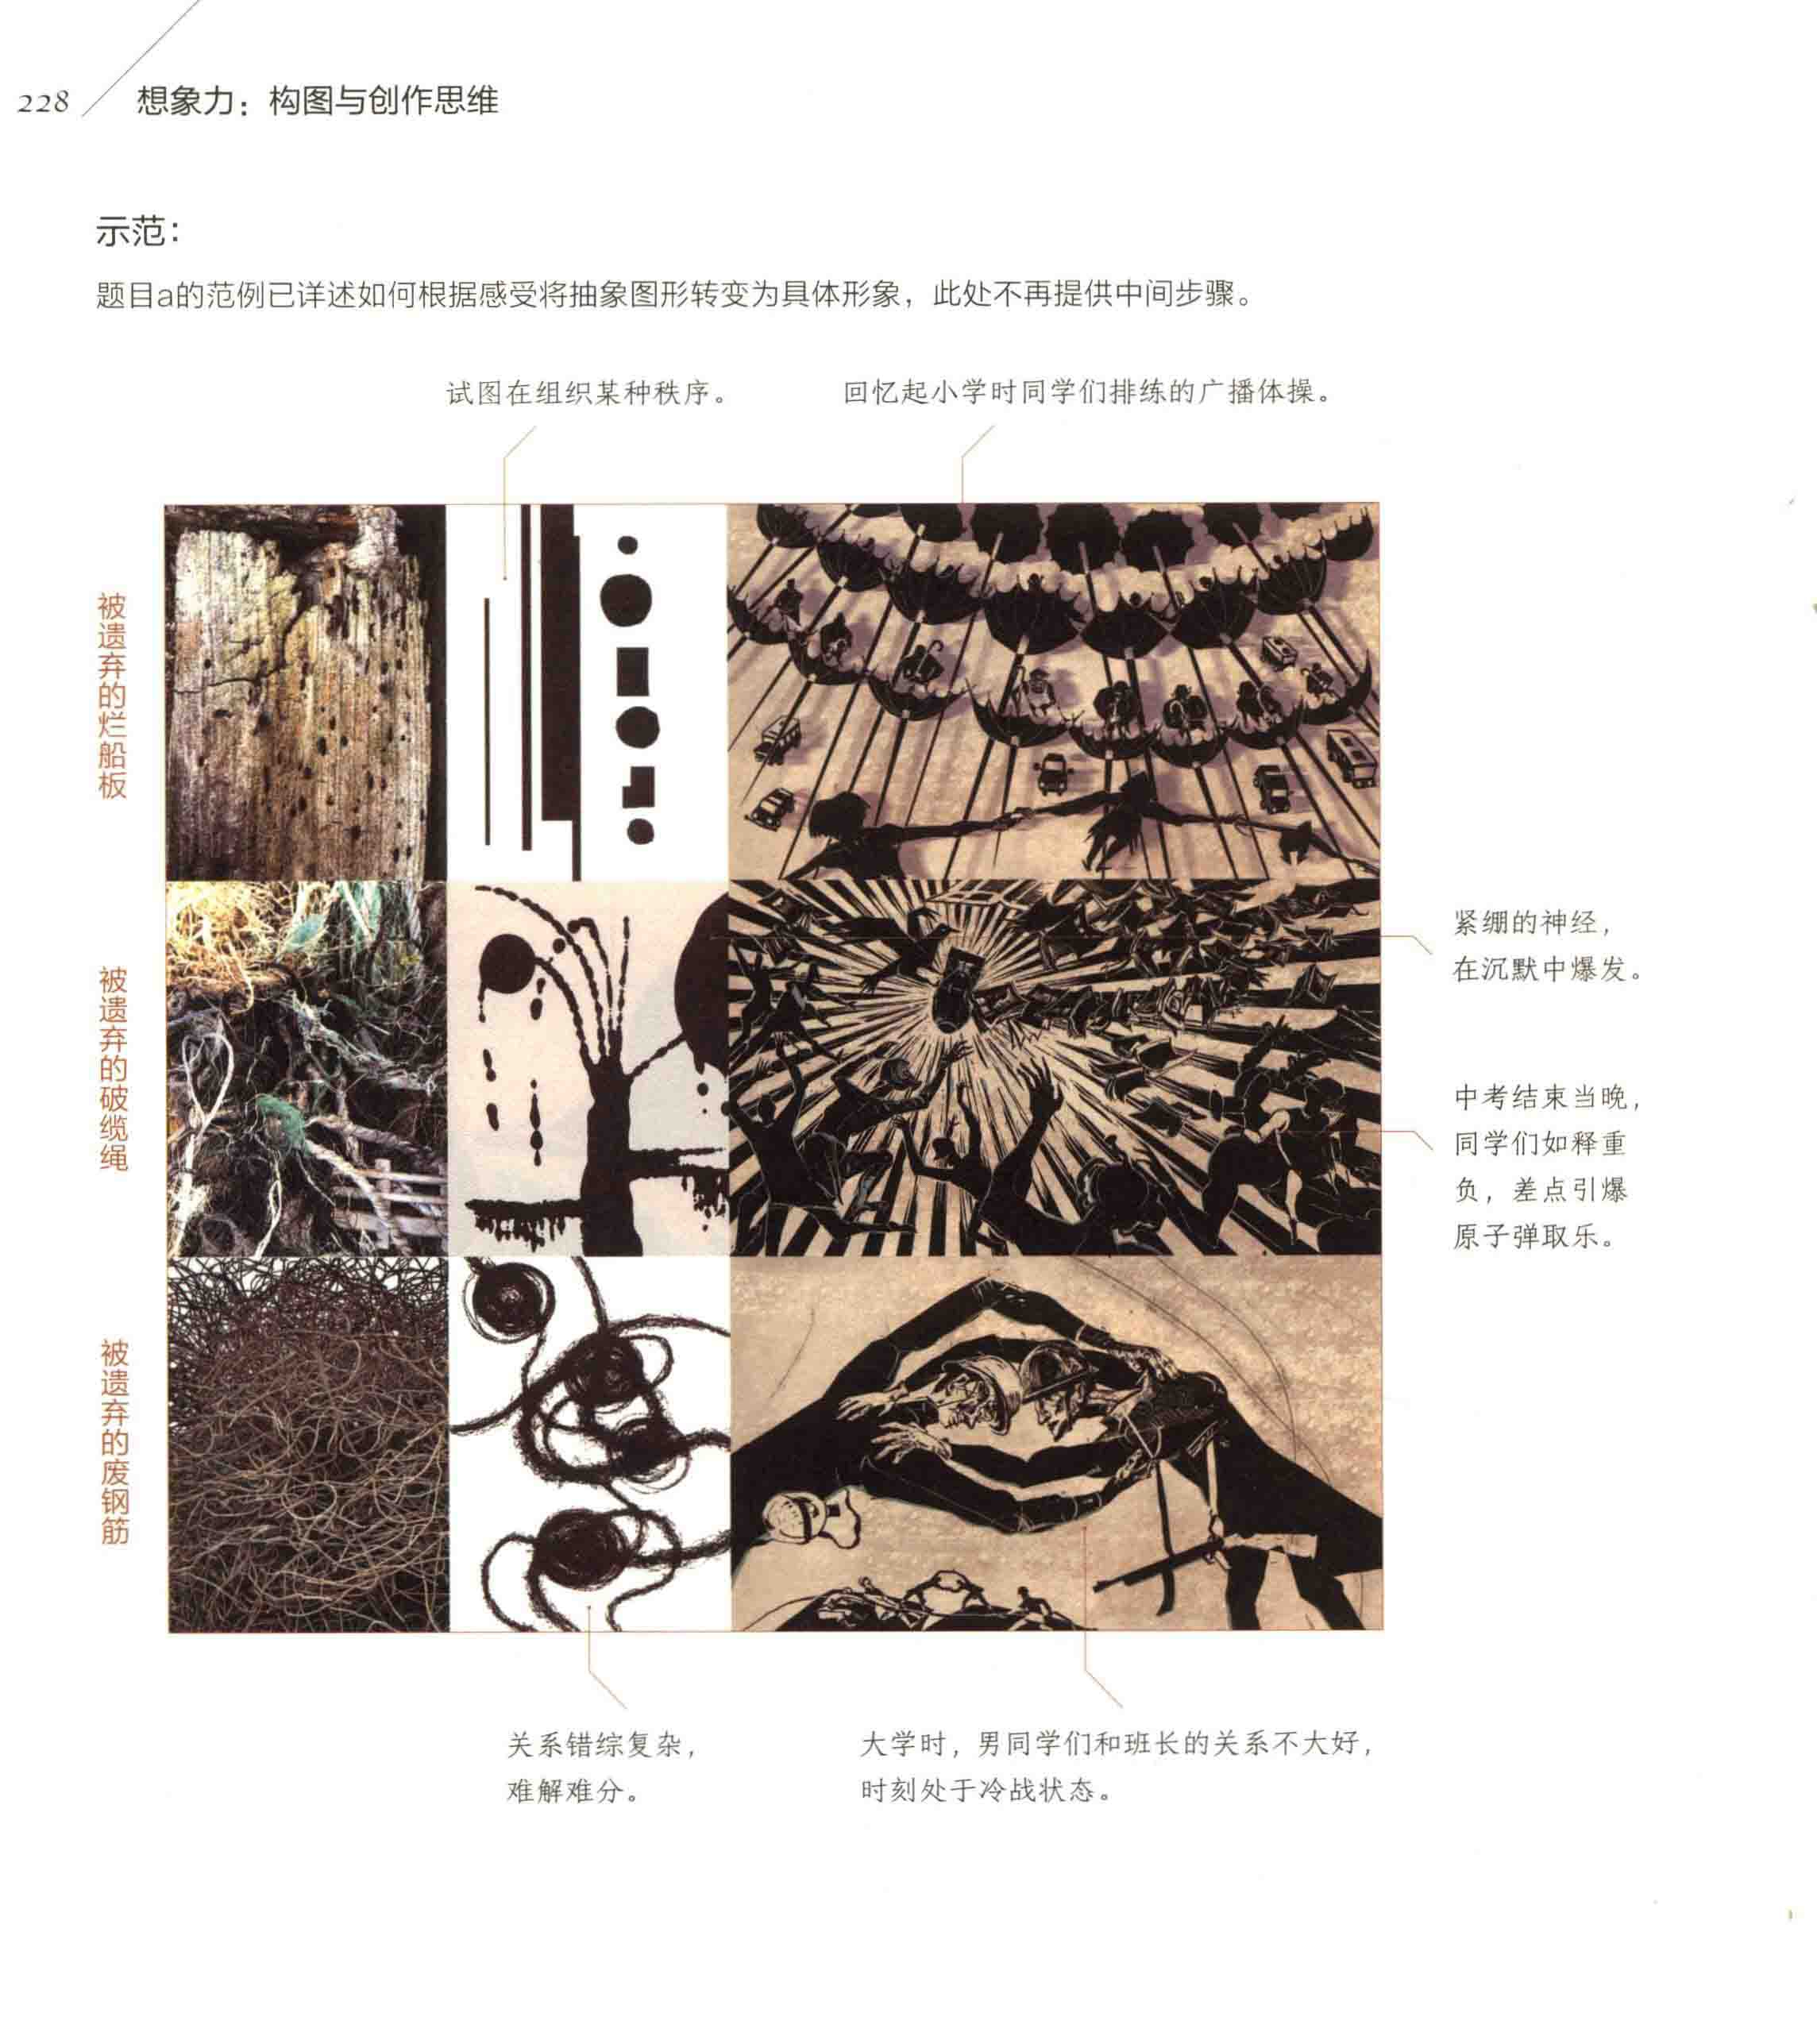 228
想象力：构图与创作思维
示范：
题目a的范例已详述如何根据感受将抽象图形转变为具体形象，此处不再提供中间步骤。
试图在组织某种秩序。
回忆起小学时同学们排练的广播体操。
被遗弃的烂船板
被遗弃的破缆绳
紧绷的神经，
在沉默中爆发。
中考结束当晚，
同学们如释重
负，差点引爆
原子弹取乐。
被遗弃的废钢筋
关系错综复杂，
难解难分。
大学时，男同学们和班长的关系不大好，
时刻处于冷战状态。